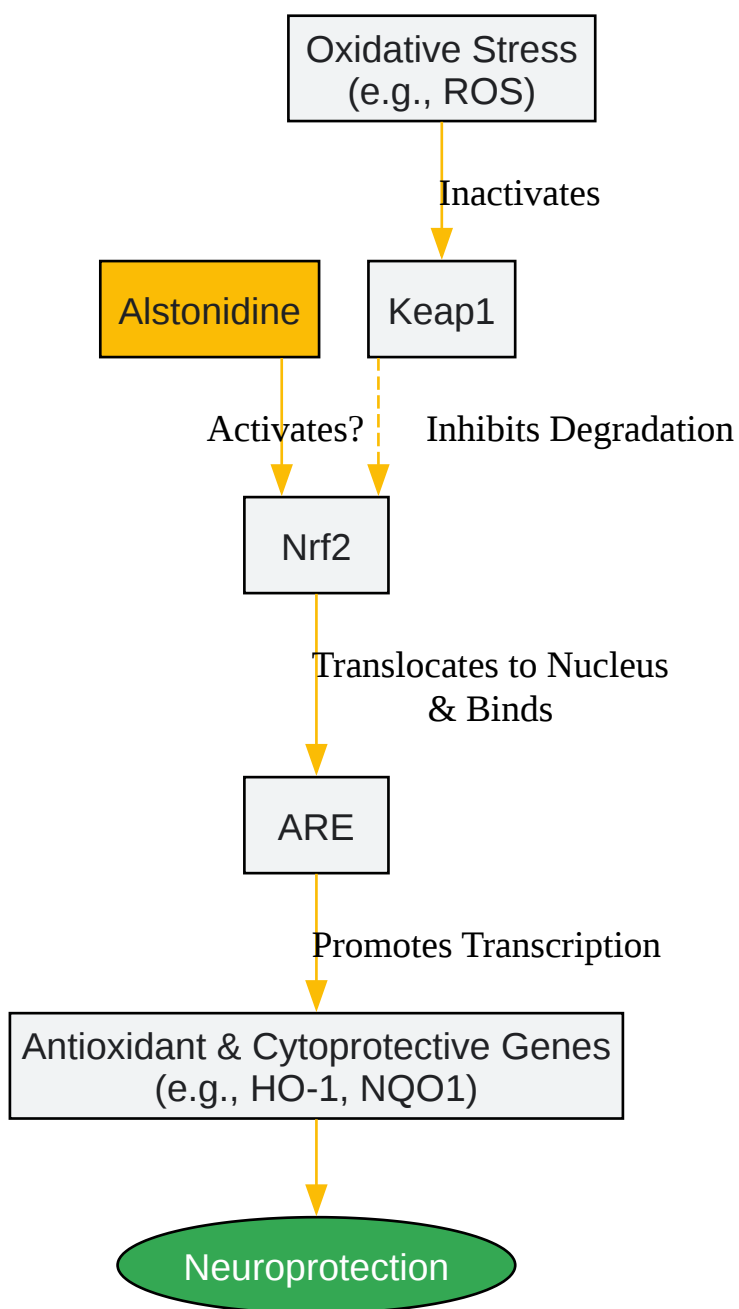 Oxidative Stress
(e.g., ROS)
Inactivates
Alstonidine
Keap1
Activates?
Inhibits Degradation
Nrf2
Translocates to Nucleus
& Binds
ARE
Promotes Transcription
Antioxidant & Cytoprotective Genes
(e.g., HO-1, NQO1)
Neuroprotection